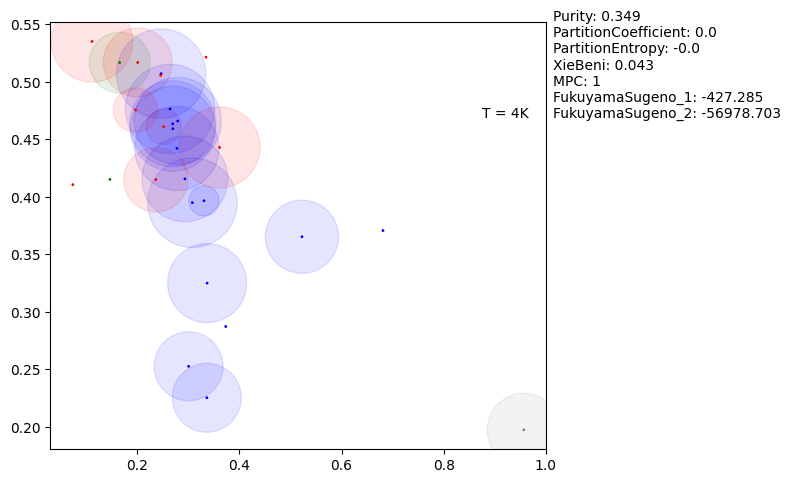 Purity: 0.349
PartitionCoefficient: 0.0
PartitionEntropy: -0.0
XieBeni: 0.043
MPC: 1
FukuyamaSugeno_1: -427.285
FukuyamaSugeno_2: -56978.703
T = 4K
0.55
0.50
0.45
0.40
0.35
0.30
0.25
0.20
0.2
0.4
0.6
0.8
1.0